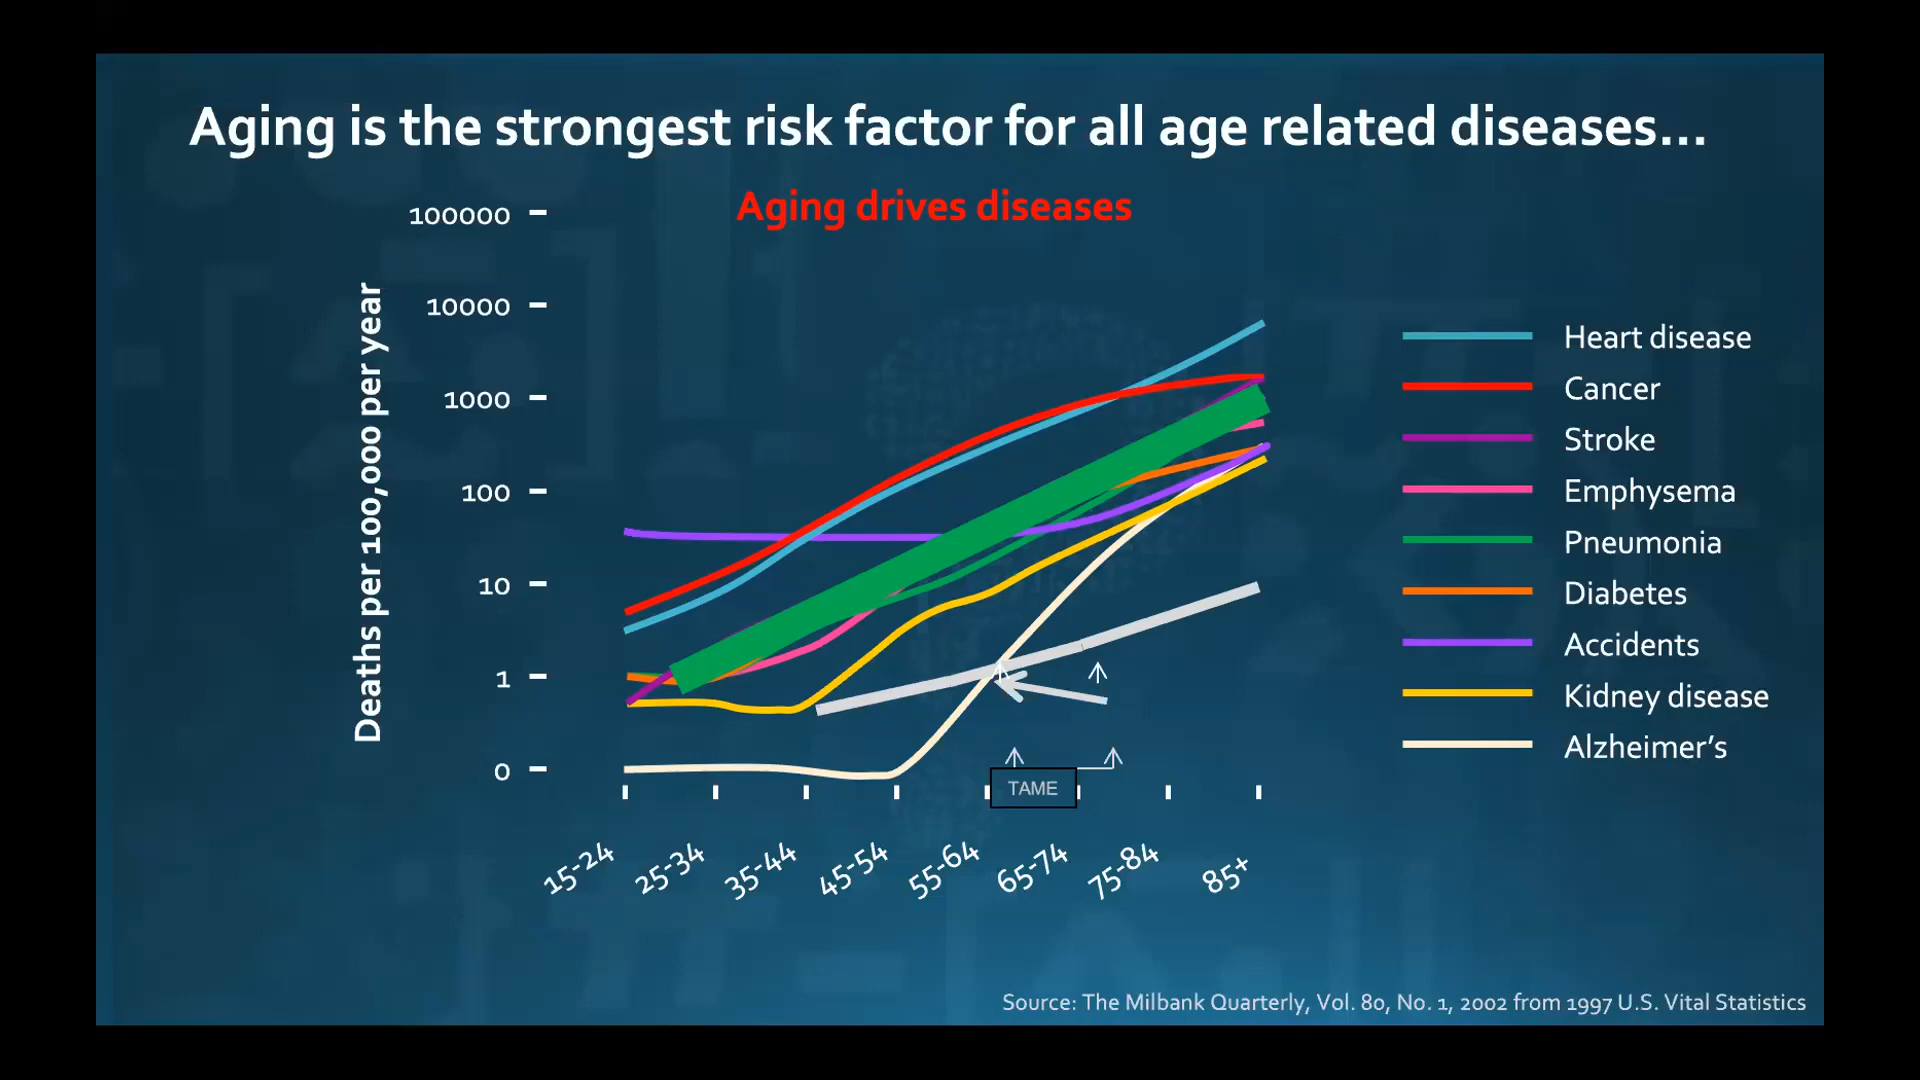 Aging is the strongest risk factor for all age related diseases...
Aging drives diseases
Deaths per 100,000 per year
100000
10000
1000
100
10
1
0
TAME
15-24
25-34
35-44
45-54
55-64
65-74
75-84
85+
Heart disease
Cancer
Stroke
Emphysema
Pneumonia
Diabetes
Accidents
Kidney disease
Alzheimer’s
Source: The Milbank Quarterly, Vol. 80, No. 1, 2002 from 1997 U.S. Vital Statistics